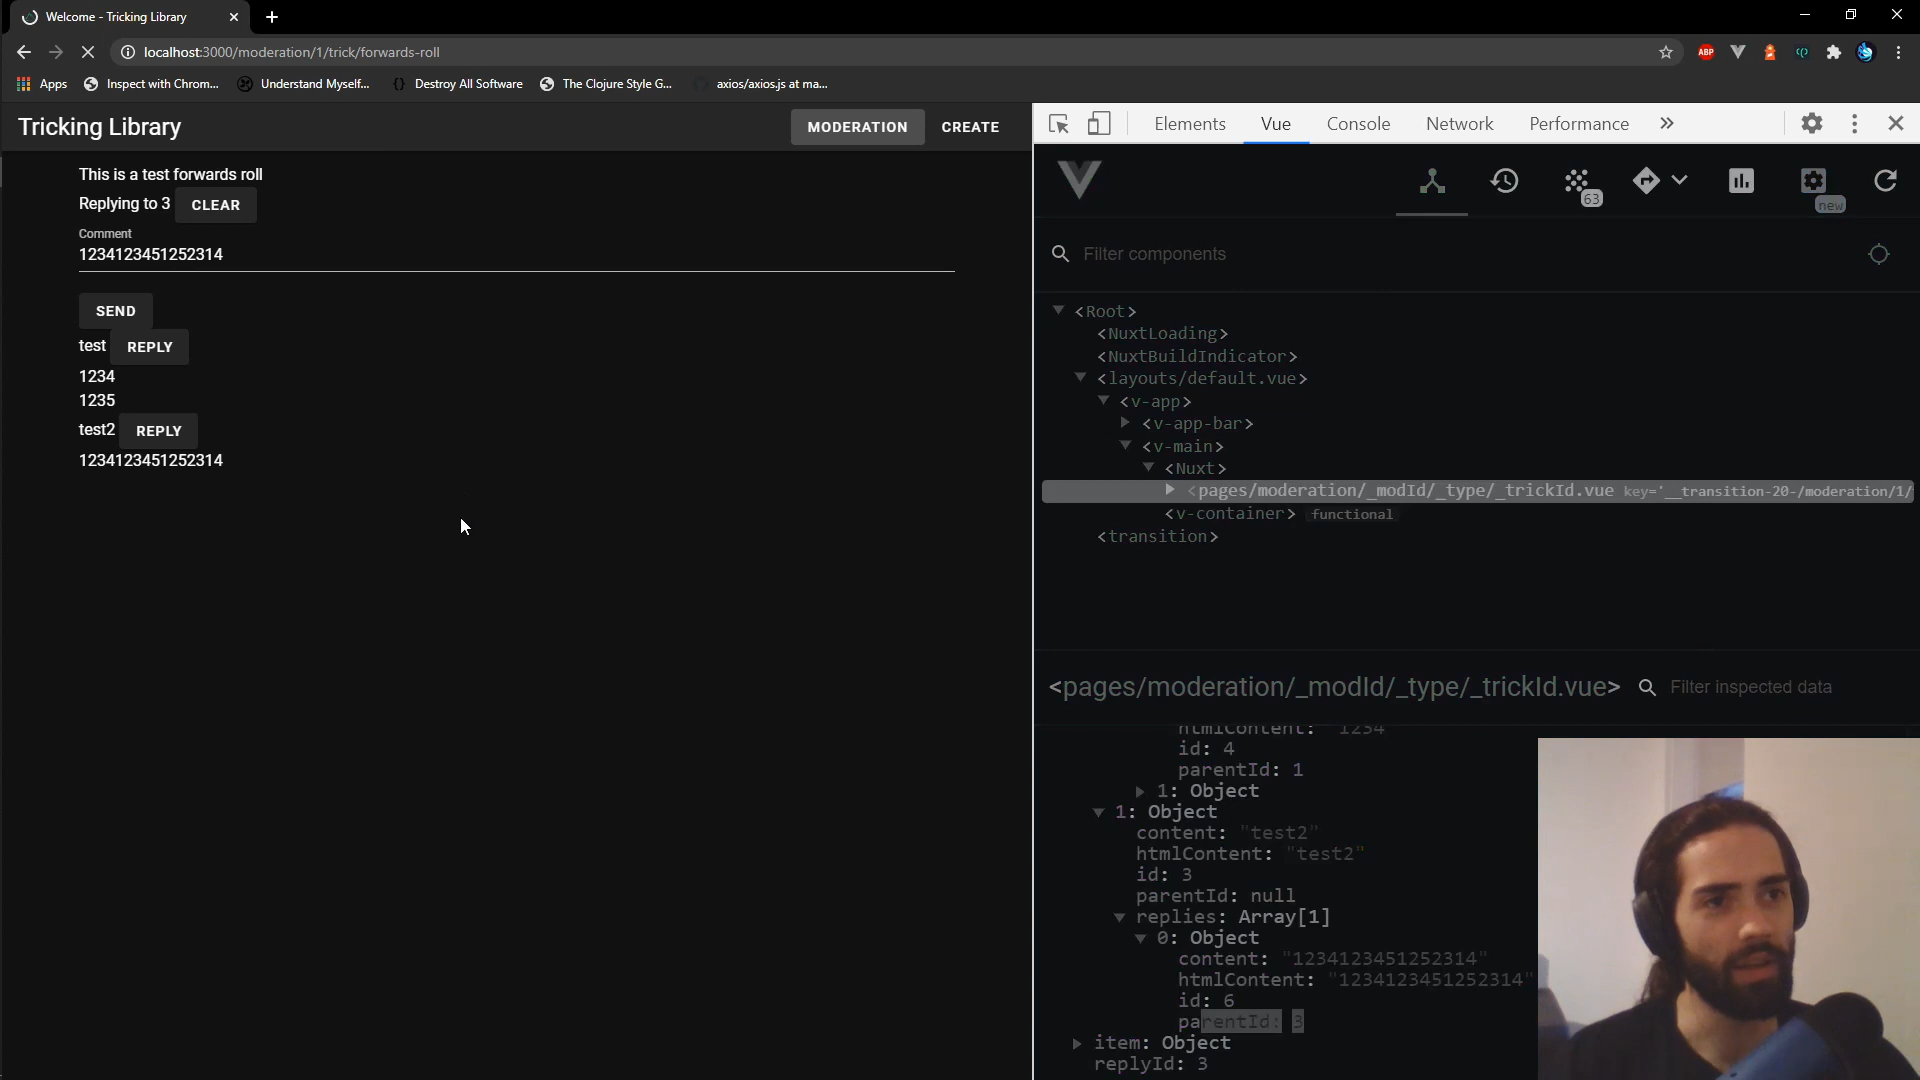 Welcome - Tricking Library
localhost:3000/moderation/1/trick/forwards-roll
ABP
Apps
Inspect with Chrom...
Understand Myself...
Destroy All Software
The Clojure Style G...
axios/axios.js at ma...
Tricking Library
MODERATION
CREATE
This is a test forwards roll
Replying to 3
CLEAR
Comment
1234123451252314
SEND
test
REPLY
1234
1235
test2
REPLY
1234123451252314
Elements
Vue
Console
Network
Performance
63
new
Filter components
<Root>
<NuxtLoading>
<NuxtBuildIndicator>
<layouts/default.vue>
<v-app>
<v-app-bar>
<v-main>
<Nuxt>
<pages/moderation/_modId/_type/_trickId.vue key='__transition-20-/moderation/1/
<v-container> functional
<transition>
<pages/moderation/_modId/_type/_trickId.vue>
Filter inspected data
htmlContent: "1234"
id: 4
parentId: 1
1: Object
1: Object
content: "test2"
htmlContent: "test2"
id: 3
parentId: null
replies: Array[1]
0: Object
content: "1234123451252314"
htmlContent: "1234123451252314"
id: 6
parentId: 3
item: Object
replyId: 3